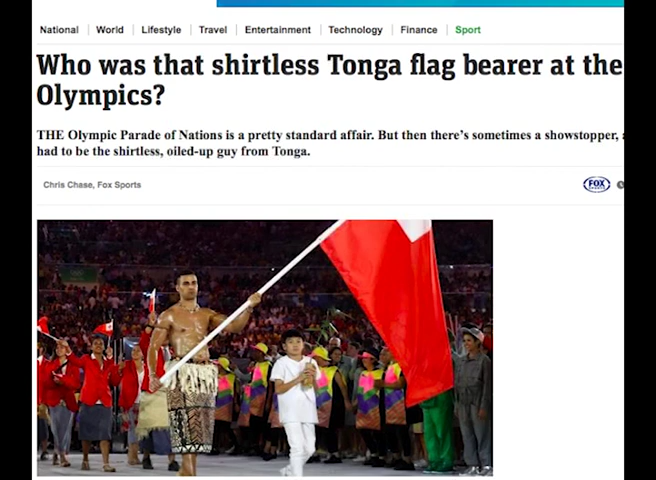 National | World | Lifestyle | Travel | Entertainment | Technology | Finance | Sport
Who was that shirtless Tonga flag bearer at the
Olympics?
THE Olympic Parade of Nations is a pretty standard affair. But then there's sometimes a showstopper,
had to be the shirtless, oiled-up guy from Tonga.
Chris Chase, Fox Sports
FOX